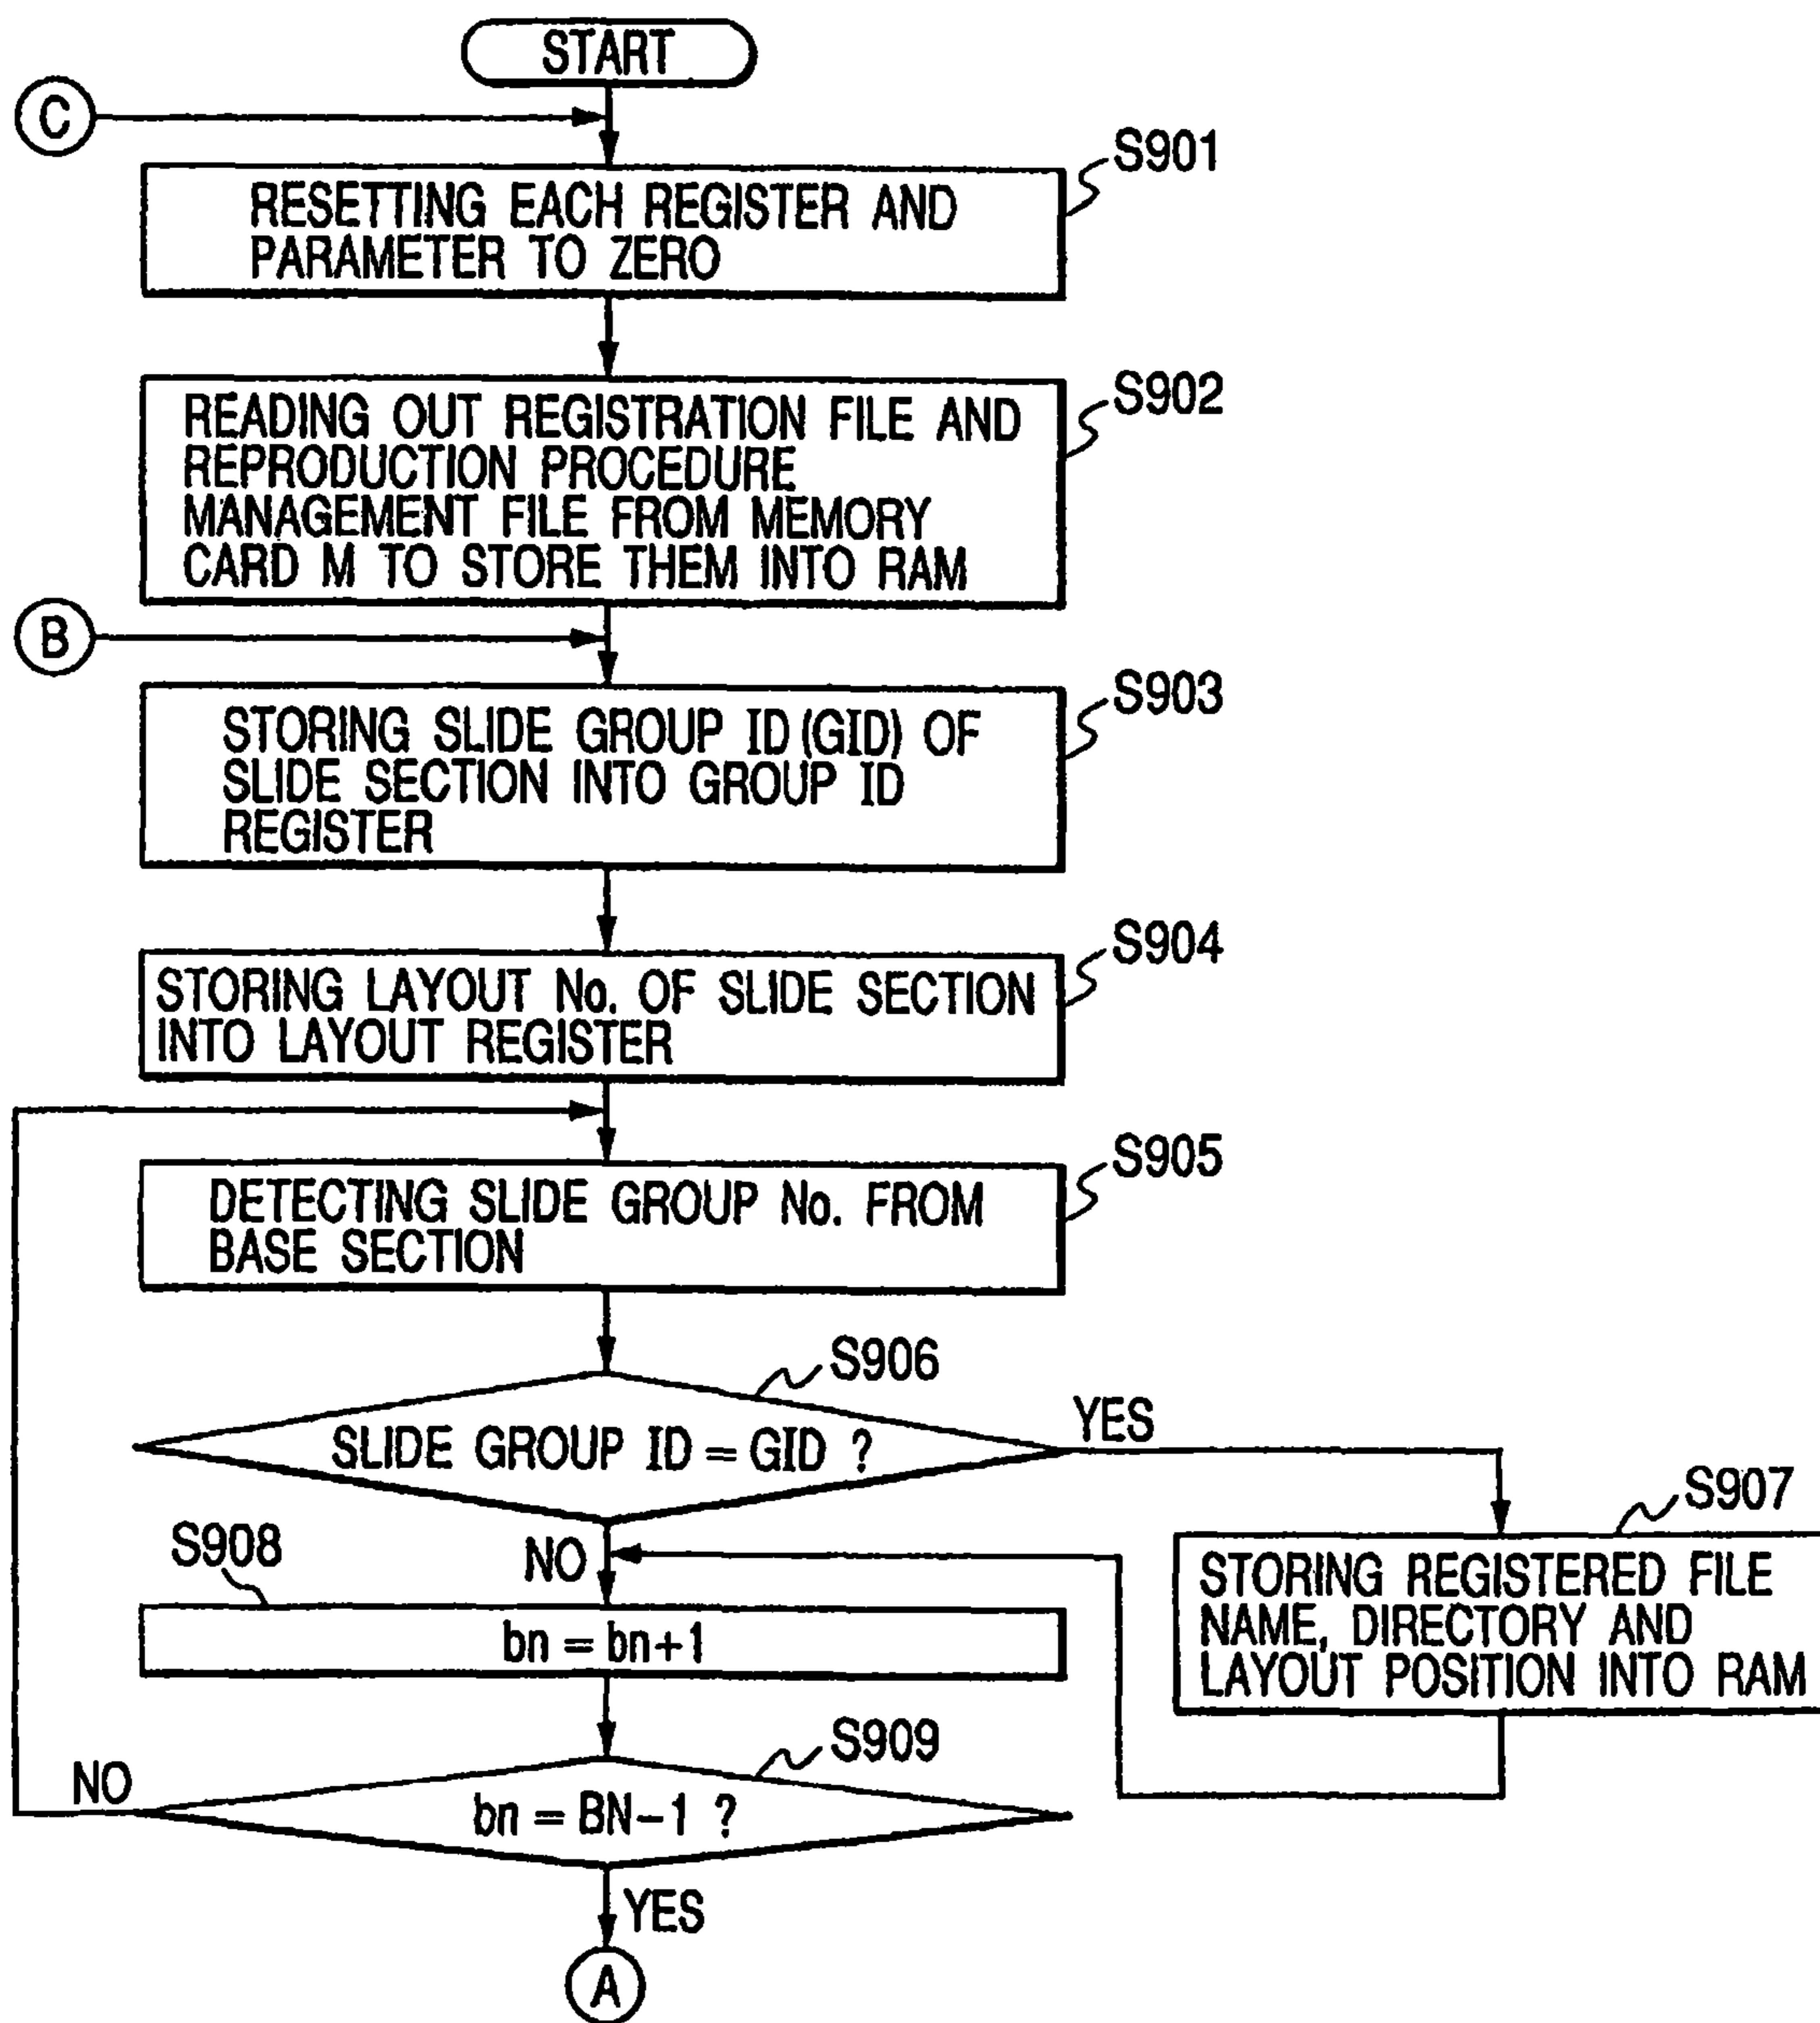 START
C
S901
RESETTING EACH REGISTER AND
PARAMETER TO ZERO
S902
READING OUT REGISTRATION FILE AND
REPRODUCTION PROCEDURE
MANAGEMENT FILE FROM MEMORY
CARD M TO STORE THEM INTO RAM
B
S903
STORING SLIDE GROUP ID (GID) OF
SLIDE SECTION INTO GROUP ID
REGISTER
S904
STORING LAYOUT No. OF SLIDE SECTION
INTO LAYOUT REGISTER
S905
DETECTING SLIDE GROUP No. FROM
BASE SECTION
S906
SLIDE GROUP ID = GID ?
YES
S907
STORING REGISTERED FILE
NAME, DIRECTORY AND
LAYOUT POSITION INTO RAM
NO
S908
bn = bn+1
S909
bn = BN-1 ?
NO
YES
A